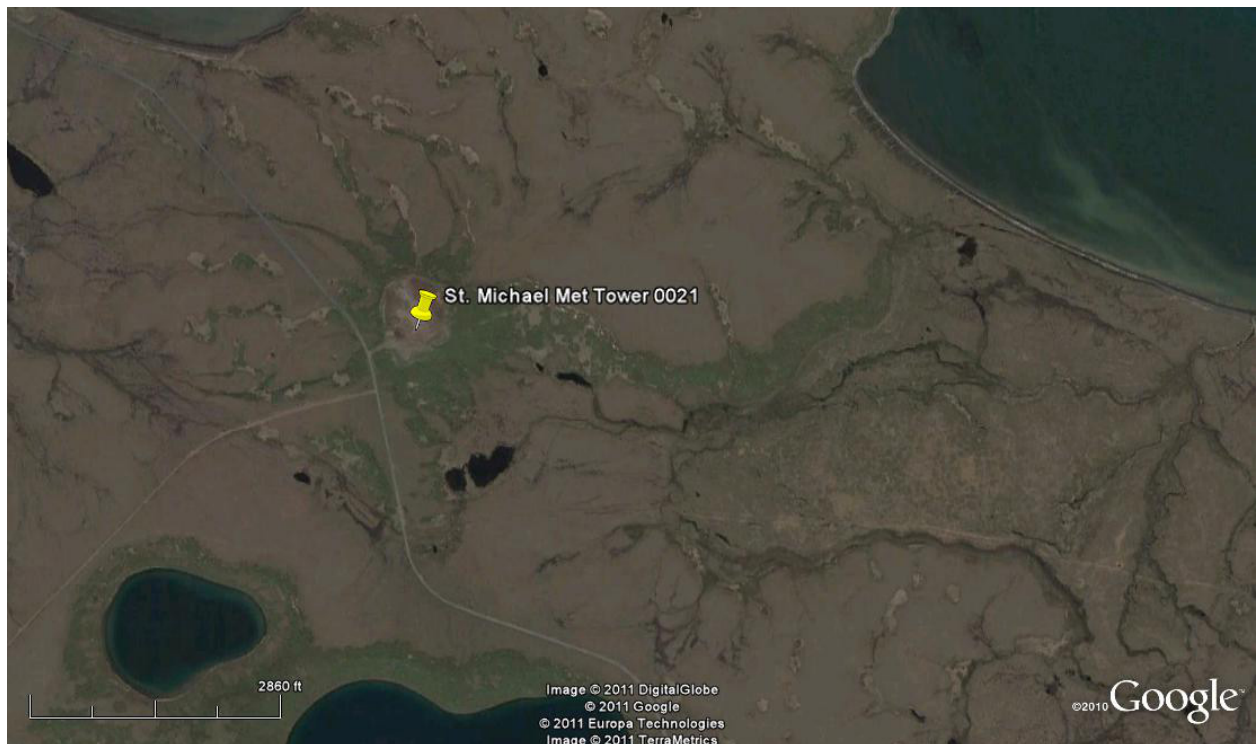 St. Michael Met Tower 0021
2860 ft
Image © 2011 DigitalGlobe
© 2011 Google
© 2011 Europa Technologies
Image © 2011 TerraMetrics
©2010 Google™